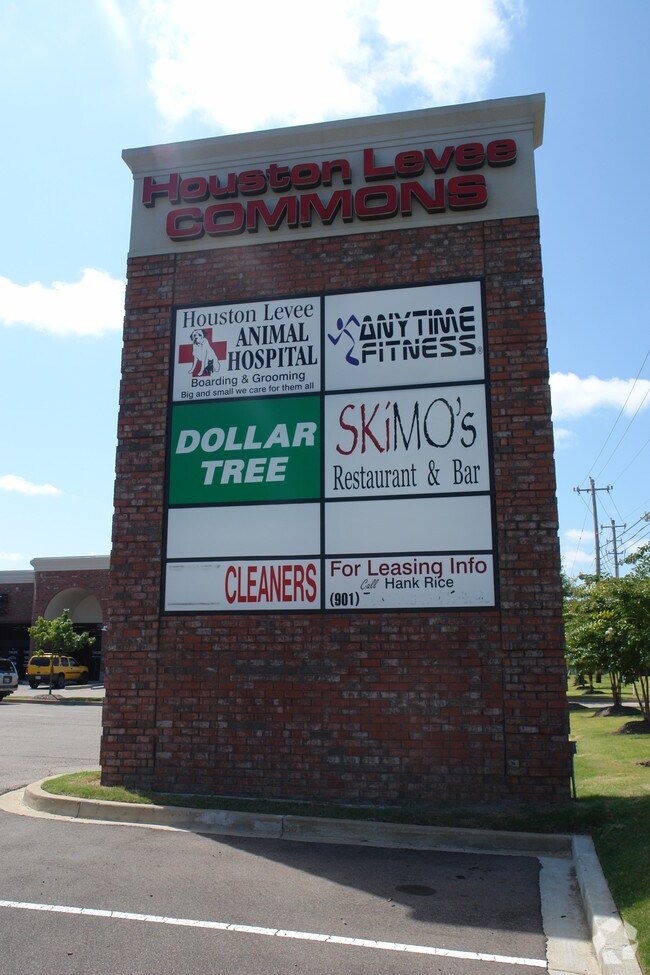 Houston Levee
COMMONS
Houston Levee
ANIMAL
HOSPITAL
Boarding & Grooming
Big and small we care for them all
ANYTIME
FITNESS
DOLLAR
TREE
SKiMO's
Restaurant & Bar
CLEANERS
For Leasing Info
Call Hank Rice
(901)